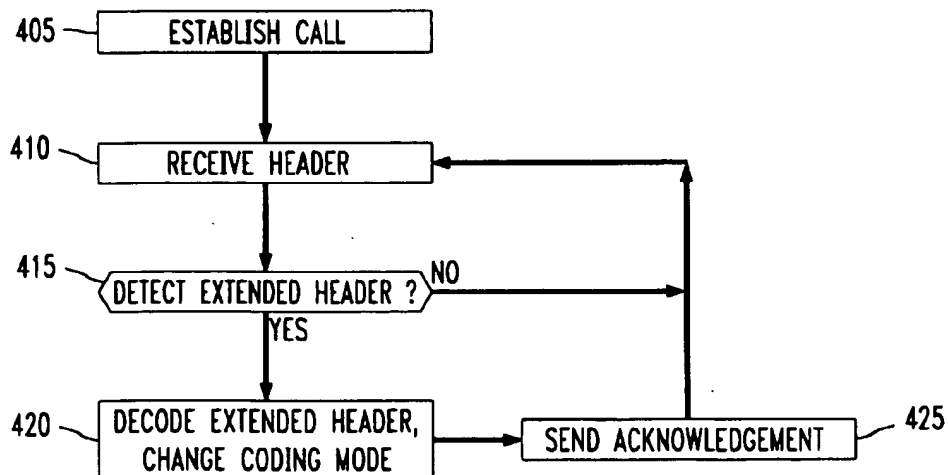 405
ESTABLISH CALL
410
RECEIVE HEADER
415
DETECT EXTENDED HEADER ?
NO
YES
420
DECODE EXTENDED HEADER,
CHANGE CODING MODE
SEND ACKNOWLEDGEMENT
425